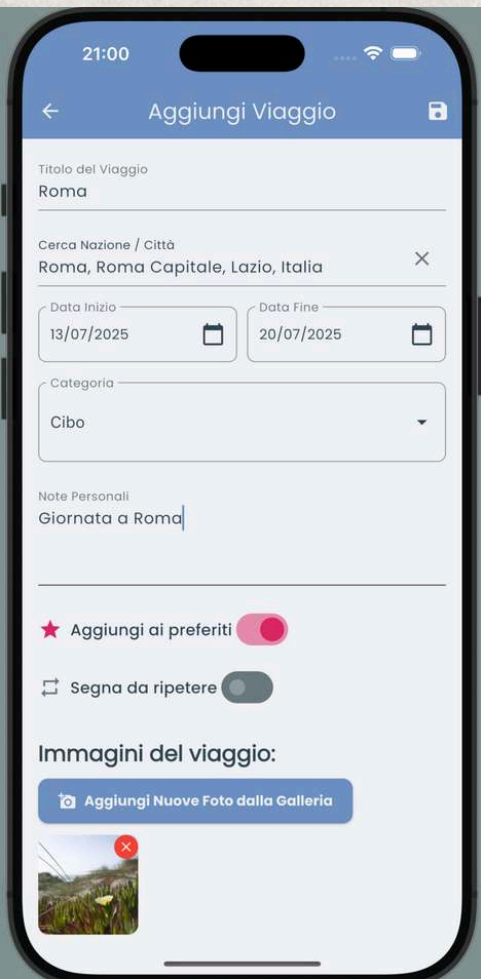 21:00
Aggiungi Viaggio
Titolo del Viaggio
Roma
Cerca Nazione / Città
Roma, Roma Capitale, Lazio, Italia
Data Inizio
13/07/2025
Data Fine
20/07/2025
Categoria
Cibo
Note Personali
Giornata a Roma
Aggiungi ai preferiti
Segna da ripetere
Immagini del viaggio:
Aggiungi Nuove Foto dalla Galleria